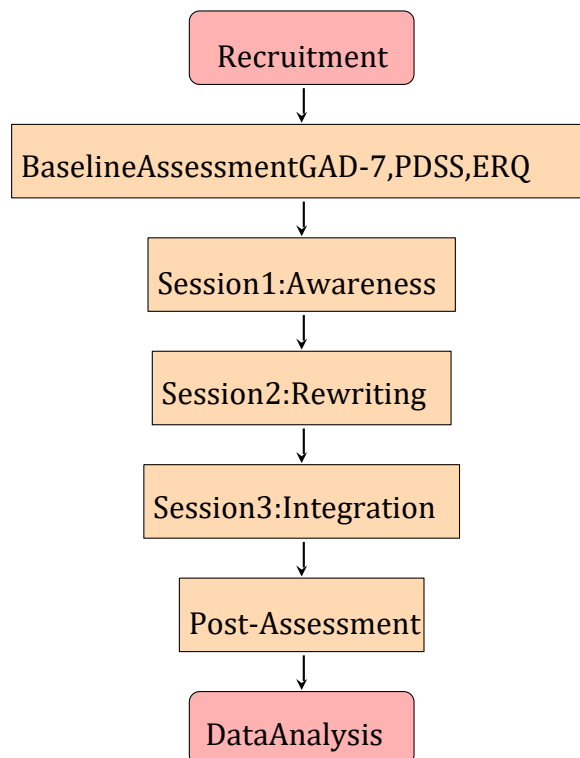 Recruitment
BaselineAssessmentGAD-7,PDSS,ERQ
Session1:Awareness
Session2:Rewriting
Session3:Integration
Post-Assessment
DataAnalysis